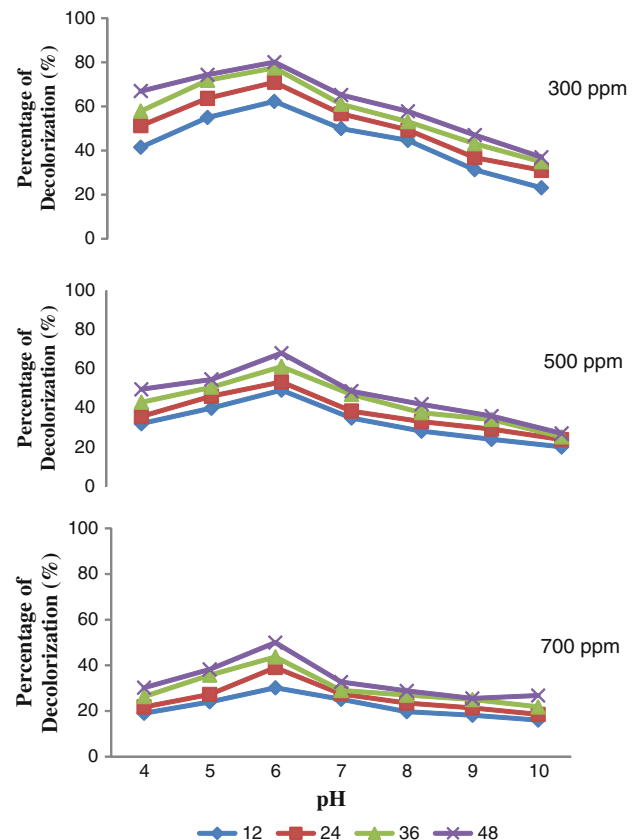 100
80
60
40
20
0
Percentage of
Decolorization (%)
300 ppm
100
80
60
40
20
0
Percentage of
Decolorization (%)
500 ppm
100
80
60
40
20
0
Percentage of
Decolorization (%)
700 ppm
4 5 6 7 8 9 10
pH
12 24 36 48